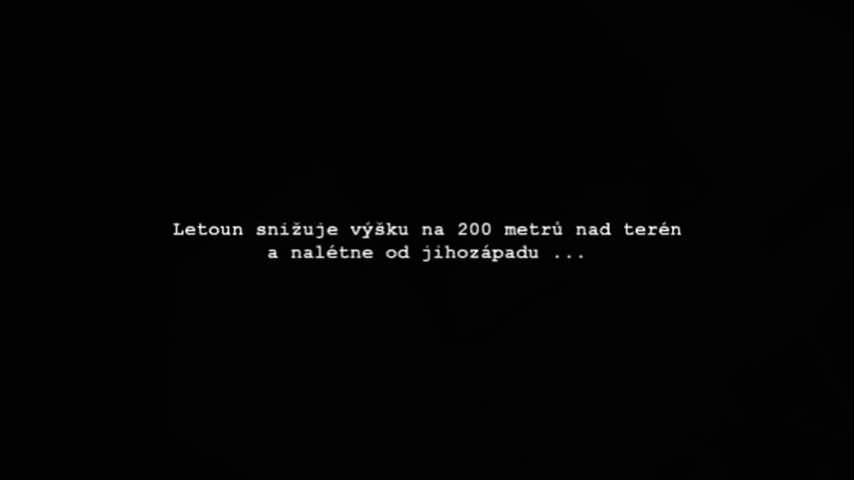 Letoun snižuje výšku na 200 metrů nad terén
a nalétne od jihozápadu ...